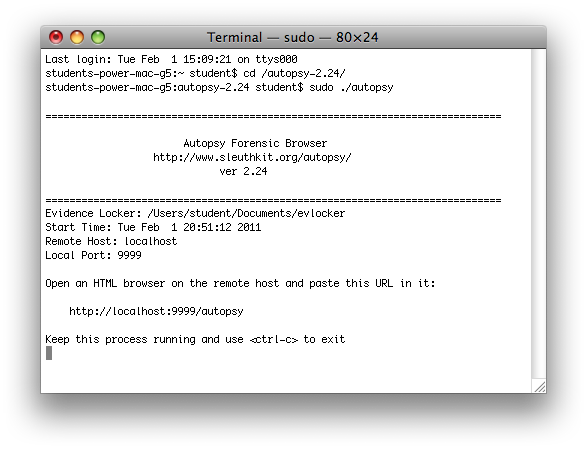 Terminal — sudo — 80×24
Last login: Tue Feb  1 15:09:21 on ttys000
students-power-mac-g5:~ student$ cd /autopsy-2.24/
students-power-mac-g5:autopsy-2.24 student$ sudo ./autopsy
============================================================================
Autopsy Forensic Browser
http://www.sleuthkit.org/autopsy/
ver 2.24
============================================================================
Evidence Locker: /Users/student/Documents/evlocker
Start Time: Tue Feb  1 20:51:12 2011
Remote Host: localhost
Local Port: 9999
Open an HTML browser on the remote host and paste this URL in it:
http://localhost:9999/autopsy
Keep this process running and use <ctrl-c> to exit